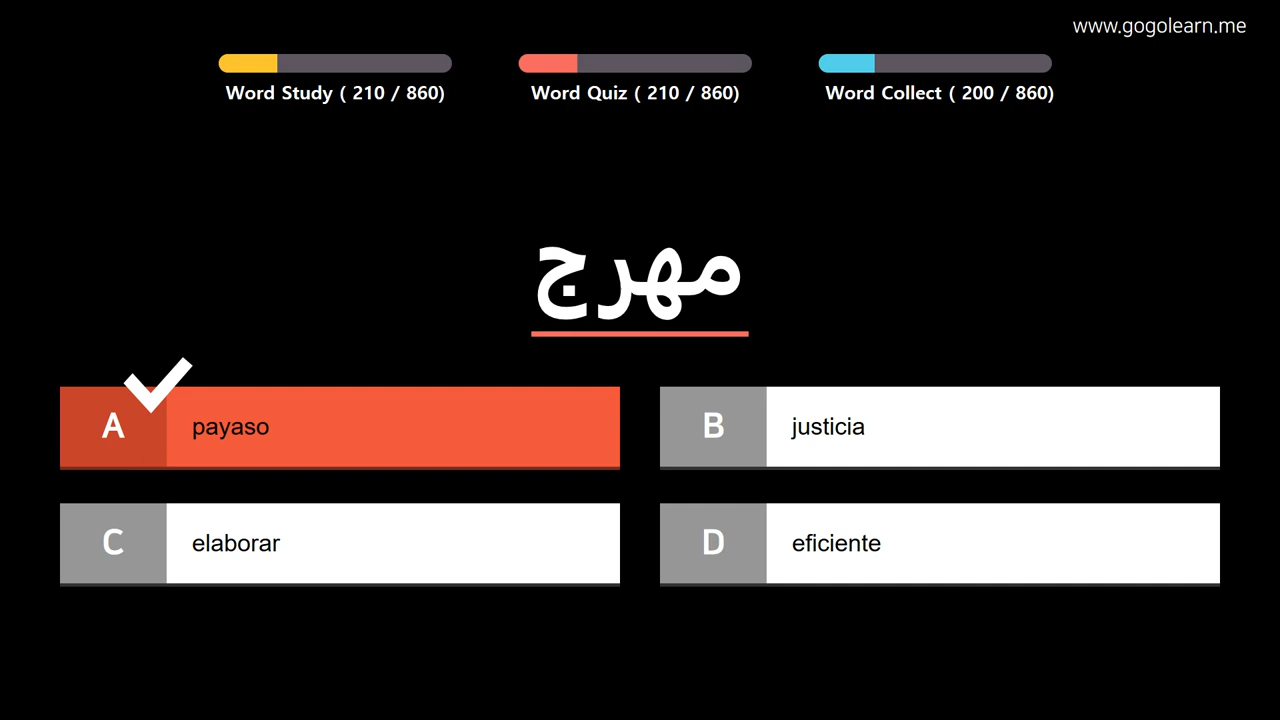 www.gogolearn.me
Word Study ( 210 / 860)
Word Quiz ( 210 / 860)
Word Collect ( 200 / 860)
مهرج
A payaso
B justicia
C elaborar
D eficiente